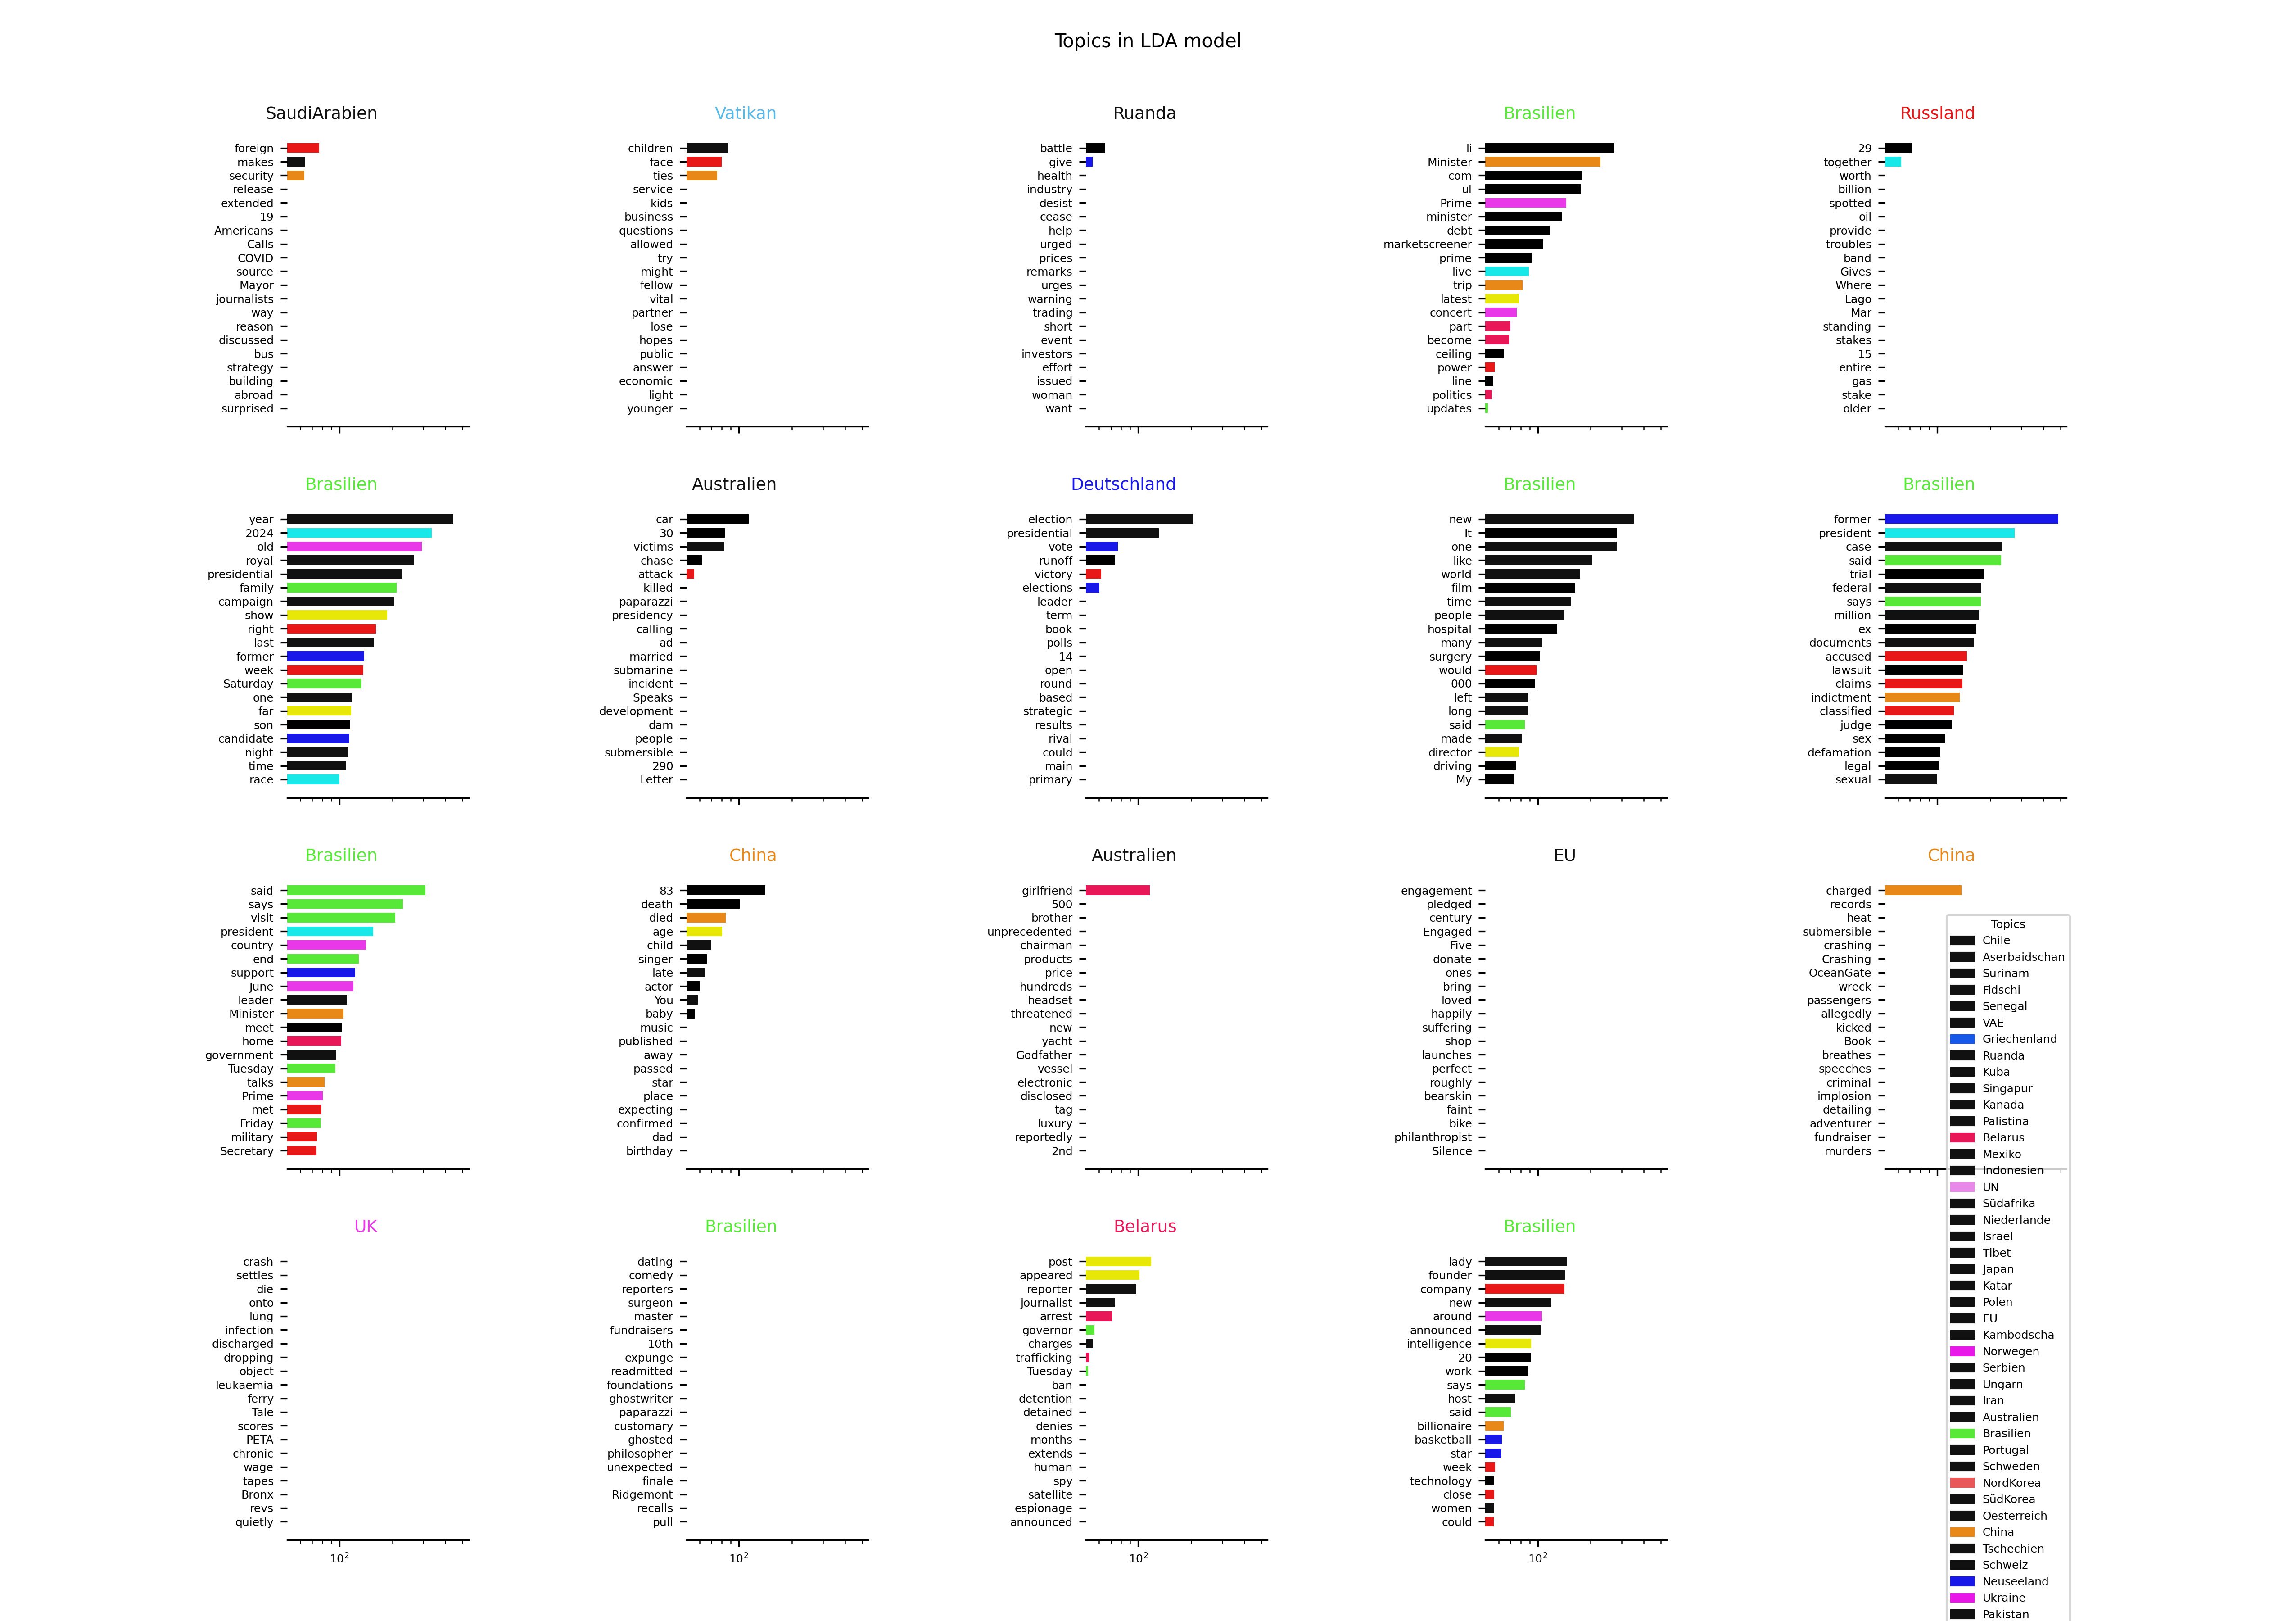 Topics in LDA model
SaudiArabien
foreign
makes
security
release
extended
19
Americans
Calls
COVID
source
Mayor
journalists
way
reason
discussed
bus
strategy
building
abroad
surprised
Vatikan
children
face
ties
service
kids
business
questions
allowed
try
might
fellow
vital
partner
lose
hopes
public
answer
economic
light
younger
Ruanda
battle
give
health
industry
desist
cease
help
urged
prices
remarks
urges
warning
trading
short
event
investors
effort
issued
woman
want
Brasilien
li
Minister
com
ul
Prime
minister
debt
marketscreener
prime
live
trip
latest
concert
part
become
ceiling
power
line
politics
updates
Russland
29
together
worth
billion
spotted
oil
provide
troubles
band
Gives
Where
Lago
Mar
standing
stakes
15
entire
gas
stake
older
Brasilien
year
2024
old
royal
presidential
family
campaign
show
right
last
former
week
Saturday
one
far
son
candidate
night
time
race
Australien
car
30
victims
chase
attack
killed
paparazzi
presidency
calling
ad
married
submarine
incident
Speaks
development
dam
people
submersible
290
Letter
Deutschland
election
presidential
vote
runoff
victory
elections
leader
term
book
polls
14
open
round
based
strategic
results
rival
could
main
primary
Brasilien
new
It
one
like
world
film
time
people
hospital
many
surgery
would
000
left
long
said
made
director
driving
My
Brasilien
former
president
case
said
trial
federal
says
million
ex
documents
accused
lawsuit
claims
indictment
classified
judge
sex
defamation
legal
sexual
Brasilien
said
says
visit
president
country
end
support
June
leader
Minister
meet
home
government
Tuesday
talks
Prime
met
Friday
military
Secretary
China
83
death
died
age
child
singer
late
actor
You
baby
music
published
away
passed
star
place
expecting
confirmed
dad
birthday
Australien
girlfriend
500
brother
unprecedented
chairman
products
price
hundreds
headset
threatened
new
yacht
Godfather
vessel
electronic
disclosed
tag
luxury
reportedly
2nd
EU
engagement
pledged
century
Engaged
Five
donate
ones
bring
loved
happily
suffering
shop
launches
perfect
roughly
bearskin
faint
bike
philanthropist
Silence
China
charged
records
heat
submersible
crashing
Crashing
OceanGate
wreck
passengers
allegedly
kicked
Book
breathes
speeches
criminal
implosion
detailing
adventurer
fundraiser
murders
UK
crash
settles
die
onto
lung
infection
discharged
dropping
object
leukaemia
ferry
Tale
scores
PETA
chronic
wage
tapes
Bronx
revs
quietly
10²
Brasilien
dating
comedy
reporters
surgeon
master
fundraisers
10th
expunge
readmitted
foundations
ghostwriter
paparazzi
customary
ghosted
philosopher
unexpected
finale
Ridgemont
recalls
pull
10²
Belarus
post
appeared
reporter
journalist
arrest
governor
charges
trafficking
Tuesday
ban
detention
detained
denies
months
extends
human
spy
satellite
espionage
announced
10²
Brasilien
lady
founder
company
new
around
announced
intelligence
20
work
says
host
said
billionaire
basketball
star
week
technology
close
women
could
10²
Topics
Chile
Aserbaidschan
Surinam
Fidschi
Senegal
VAE
Griechenland
Ruanda
Kuba
Singapur
Kanada
Palistina
Belarus
Mexiko
Indonesien
UN
Südafrika
Niederlande
Israel
Tibet
Japan
Katar
Polen
EU
Kambodscha
Norwegen
Serbien
Ungarn
Iran
Australien
Brasilien
Portugal
Schweden
NordKorea
SüdKorea
Oesterreich
China
Tschechien
Schweiz
Neuseeland
Ukraine
Pakistan